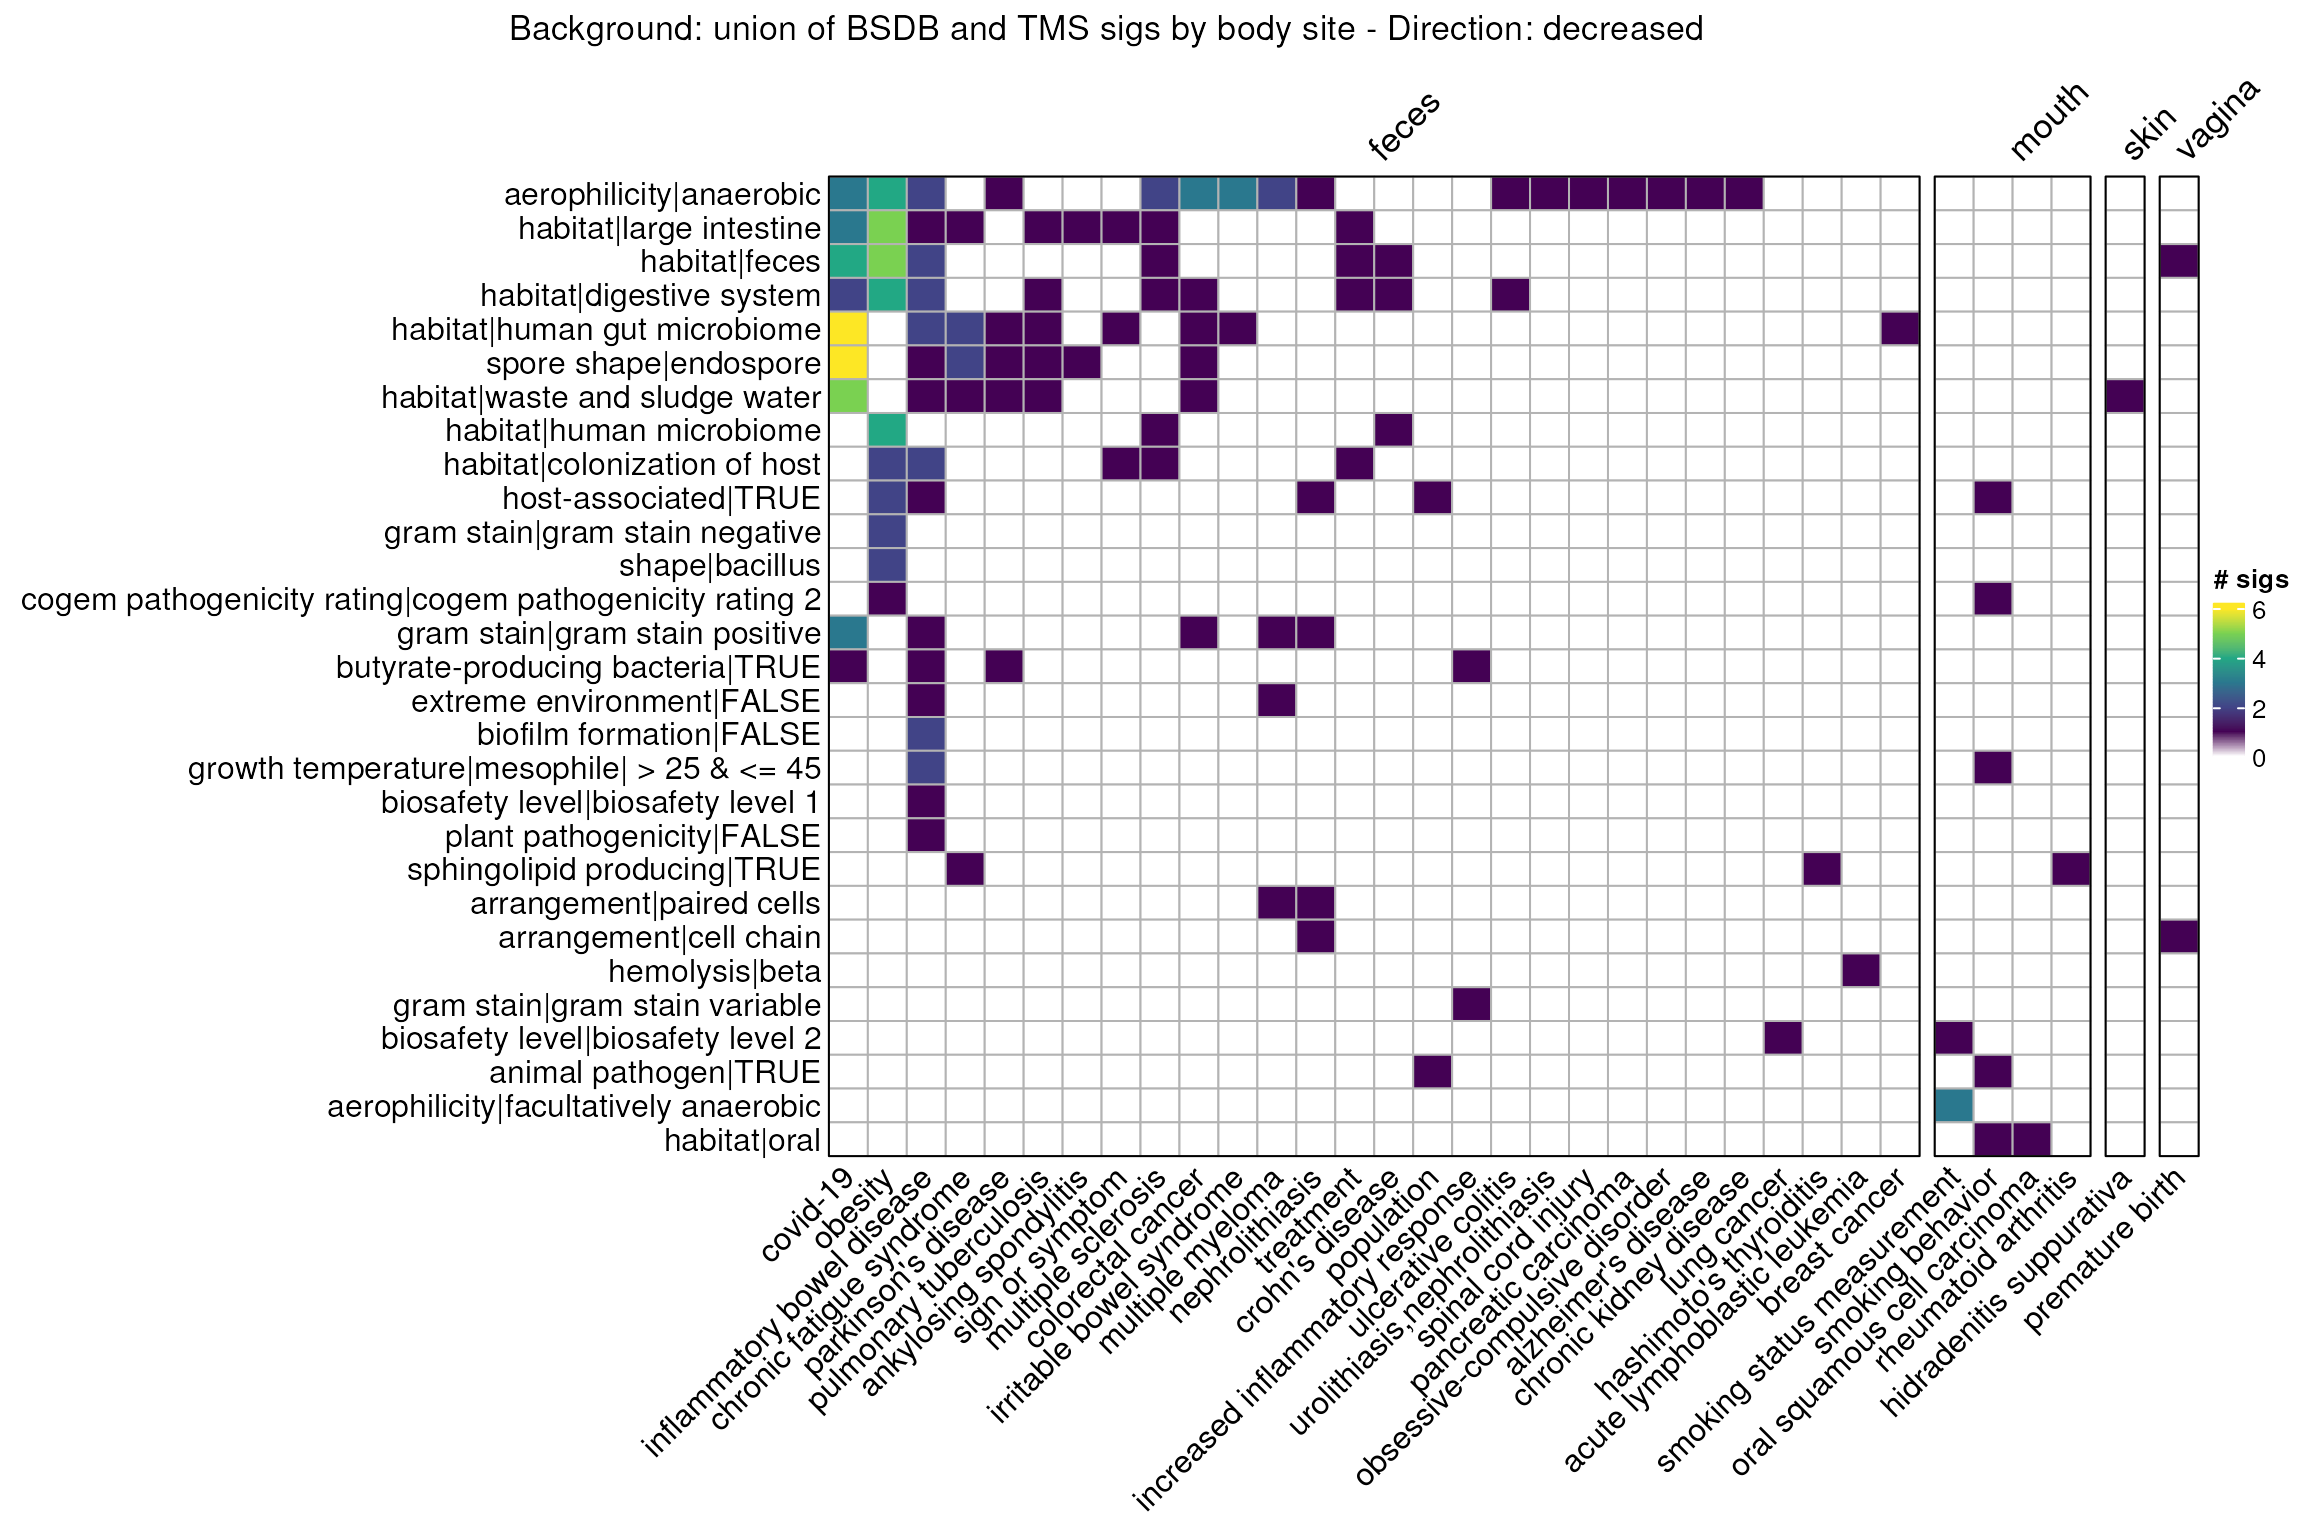 Background: union of BSDB and TMS sigs by body site - Direction: decreased
feces
mouth
skin
vagina
aerophilicity|anaerobic
habitat|large intestine
habitat|feces
habitat|digestive system
habitat|human gut microbiome
spore shape|endospore
habitat|waste and sludge water
habitat|human microbiome
habitat|colonization of host
host-associated|TRUE
gram stain|gram stain negative
shape|bacillus
cogem pathogenicity rating|cogem pathogenicity rating 2
gram stain|gram stain positive
butyrate-producing bacteria|TRUE
extreme environment|FALSE
biofilm formation|FALSE
growth temperature|mesophile| > 25 & <= 45
biosafety level|biosafety level 1
plant pathogenicity|FALSE
sphingolipid producing|TRUE
arrangement|paired cells
arrangement|cell chain
hemolysis|beta
gram stain|gram stain variable
biosafety level|biosafety level 2
animal pathogen|TRUE
aerophilicity|facultatively anaerobic
habitat|oral
# sigs
6
4
2
0
covid-19
obesity
inflammatory bowel disease
chronic fatigue syndrome
parkinson's disease
pulmonary tuberculosis
ankylosing spondylitis
sign or symptom
multiple sclerosis
colorectal cancer
irritable bowel syndrome
multiple myeloma
nephrolithiasis
treatment
crohn's disease
population
increased inflammatory response
ulcerative colitis
urolithiasis,nephrolithiasis
spinal cord injury
pancreatic carcinoma
obsessive-compulsive disorder
alzheimer's disease
chronic kidney disease
lung cancer
hashimoto's thyroiditis
acute lymphoblastic leukemia
breast cancer
smoking status measurement
smoking behavior
oral squamous cell carcinoma
rheumatoid arthritis
hidradenitis suppurativa
premature birth